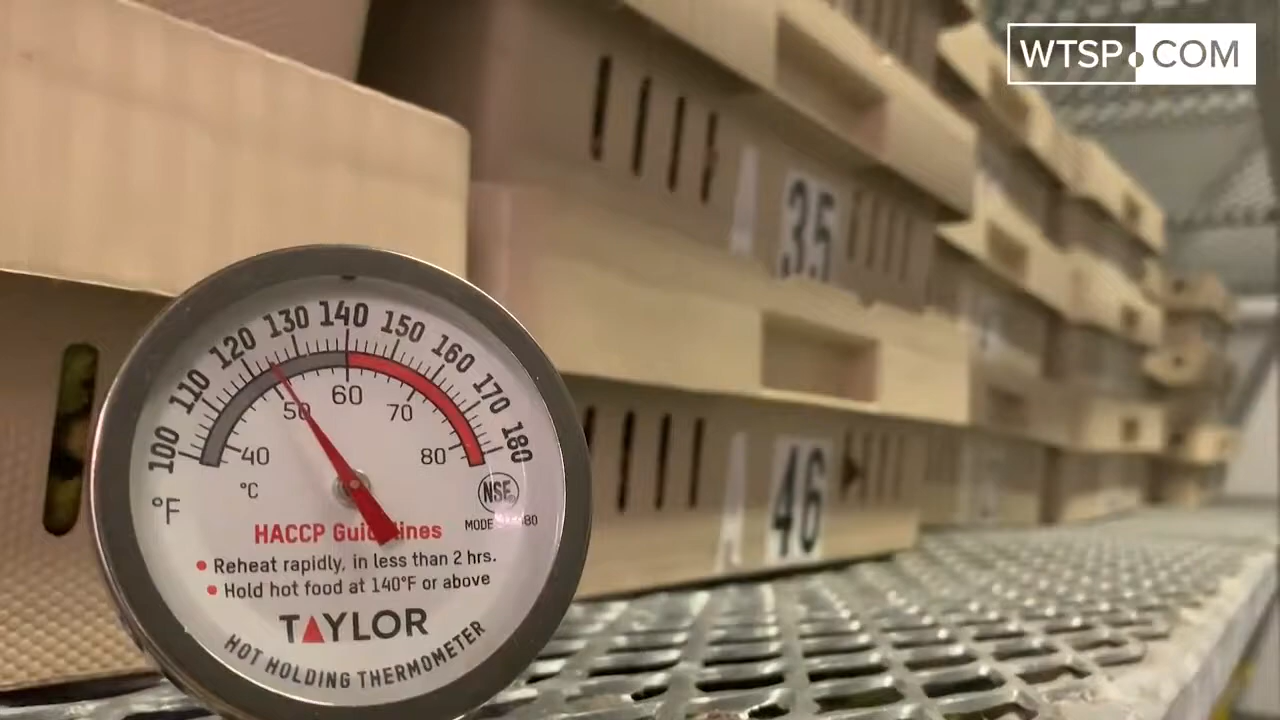 WTSP.COM
35
46
100 110 120 130 140 150 160 170 180
40 50 60 70 80
°F
°C
NSF
HACCP Guidelines
• Reheat rapidly, in less than 2 hrs.
• Hold hot food at 140°F or above
TAYLOR
HOT HOLDING THERMOMETER